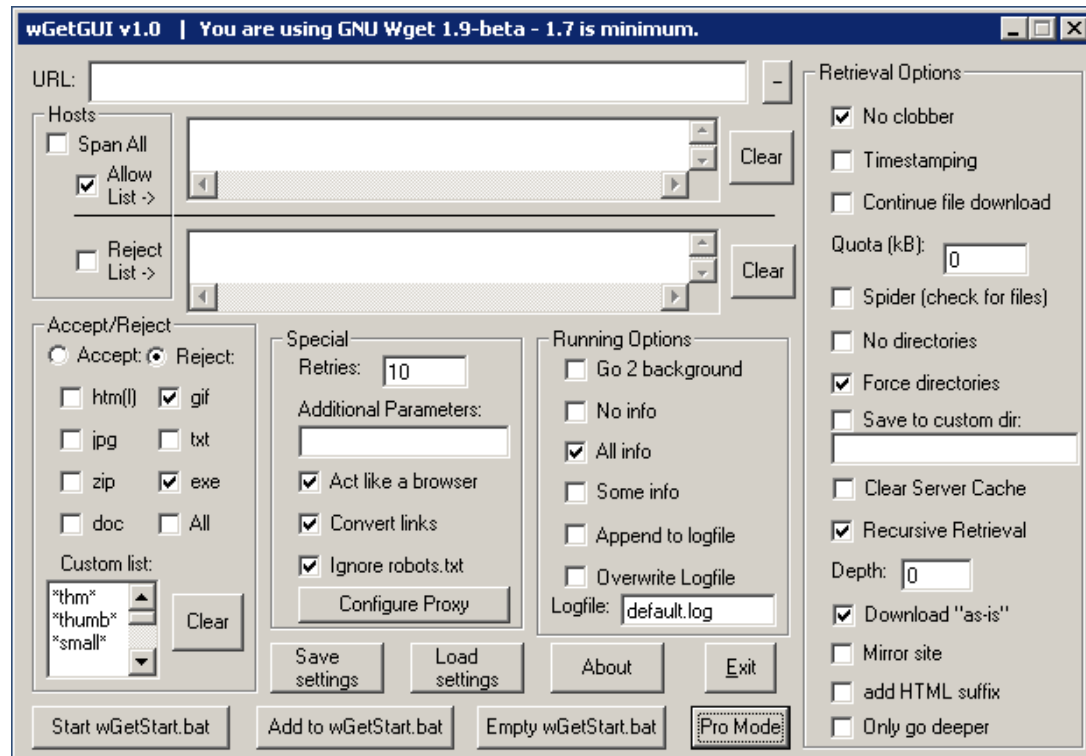 wGetGUI v1.0 | You are using GNU Wget 1.9-beta - 1.7 is minimum.
URL:
-
Hosts
Span All
Allow
List ->
Clear
Reject
List ->
Clear
Accept/Reject
Accept: Reject:
htm(l) gif
jpg txt
zip exe
doc All
Custom list:
*thm*
*thumb*
*small*
Clear
Special
Retries: 10
Additional Parameters:
Act like a browser
Convert links
Ignore robots.txt
Configure Proxy
Running Options
Go 2 background
No info
All info
Some info
Append to logfile
Overwrite Logfile
Logfile: default.log
Retrieval Options
No clobber
Timestamping
Continue file download
Quota (kB): 0
Spider (check for files)
No directories
Force directories
Save to custom dir:
Clear Server Cache
Recursive Retrieval
Depth: 0
Download "as-is"
Mirror site
add HTML suffix
Only go deeper
Save
settings
Load
settings
About
Exit
Start wGetStart.bat
Add to wGetStart.bat
Empty wGetStart.bat
Pro Mode